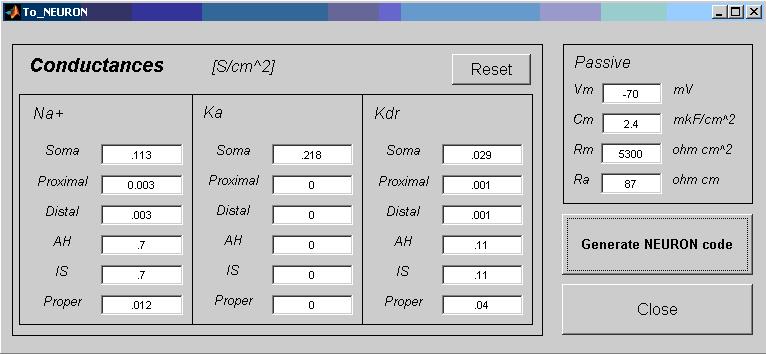 To_NEURON
Conductances [S/cm^2] Reset
Na+ Ka Kdr
Soma .113 Soma .218 Soma .029
Proximal 0.003 Proximal 0 Proximal .001
Distal .003 Distal 0 Distal .001
AH .7 AH 0 AH .11
IS .7 IS 0 IS .11
Proper .012 Proper 0 Proper .04
Passive
Vm -70 mV
Cm 2.4 mkF/cm^2
Rm 5300 ohm cm^2
Ra 87 ohm cm
Generate NEURON code
Close